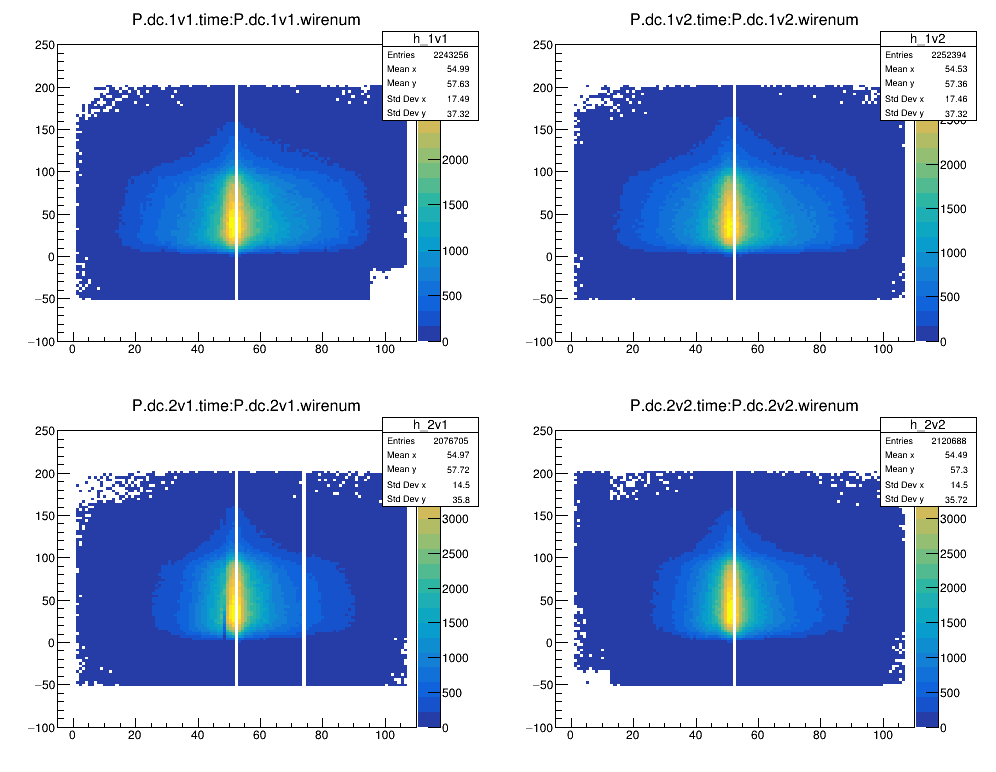 P.dc.1v1.time:P.dc.1v1.wirenum
h_1v1
Entries 2243256
Mean x 54.99
Mean y 57.63
Std Dev x 17.49
Std Dev y 37.32
250
200
150
100
50
0
−50
−100
0 20 40 60 80 100
2000
1500
1000
500
0
P.dc.1v2.time:P.dc.1v2.wirenum
h_1v2
Entries 2252394
Mean x 54.53
Mean y 57.36
Std Dev x 17.46
Std Dev y 37.32
250
200
150
100
50
0
−50
−100
0 20 40 60 80 100
2000
1500
1000
500
0
P.dc.2v1.time:P.dc.2v1.wirenum
h_2v1
Entries 2076705
Mean x 54.97
Mean y 57.72
Std Dev x 14.5
Std Dev y 35.8
250
200
150
100
50
0
−50
−100
0 20 40 60 80 100
3000
2500
2000
1500
1000
500
0
P.dc.2v2.time:P.dc.2v2.wirenum
h_2v2
Entries 2120688
Mean x 54.49
Mean y 57.3
Std Dev x 14.5
Std Dev y 35.72
250
200
150
100
50
0
−50
−100
0 20 40 60 80 100
3000
2500
2000
1500
1000
500
0